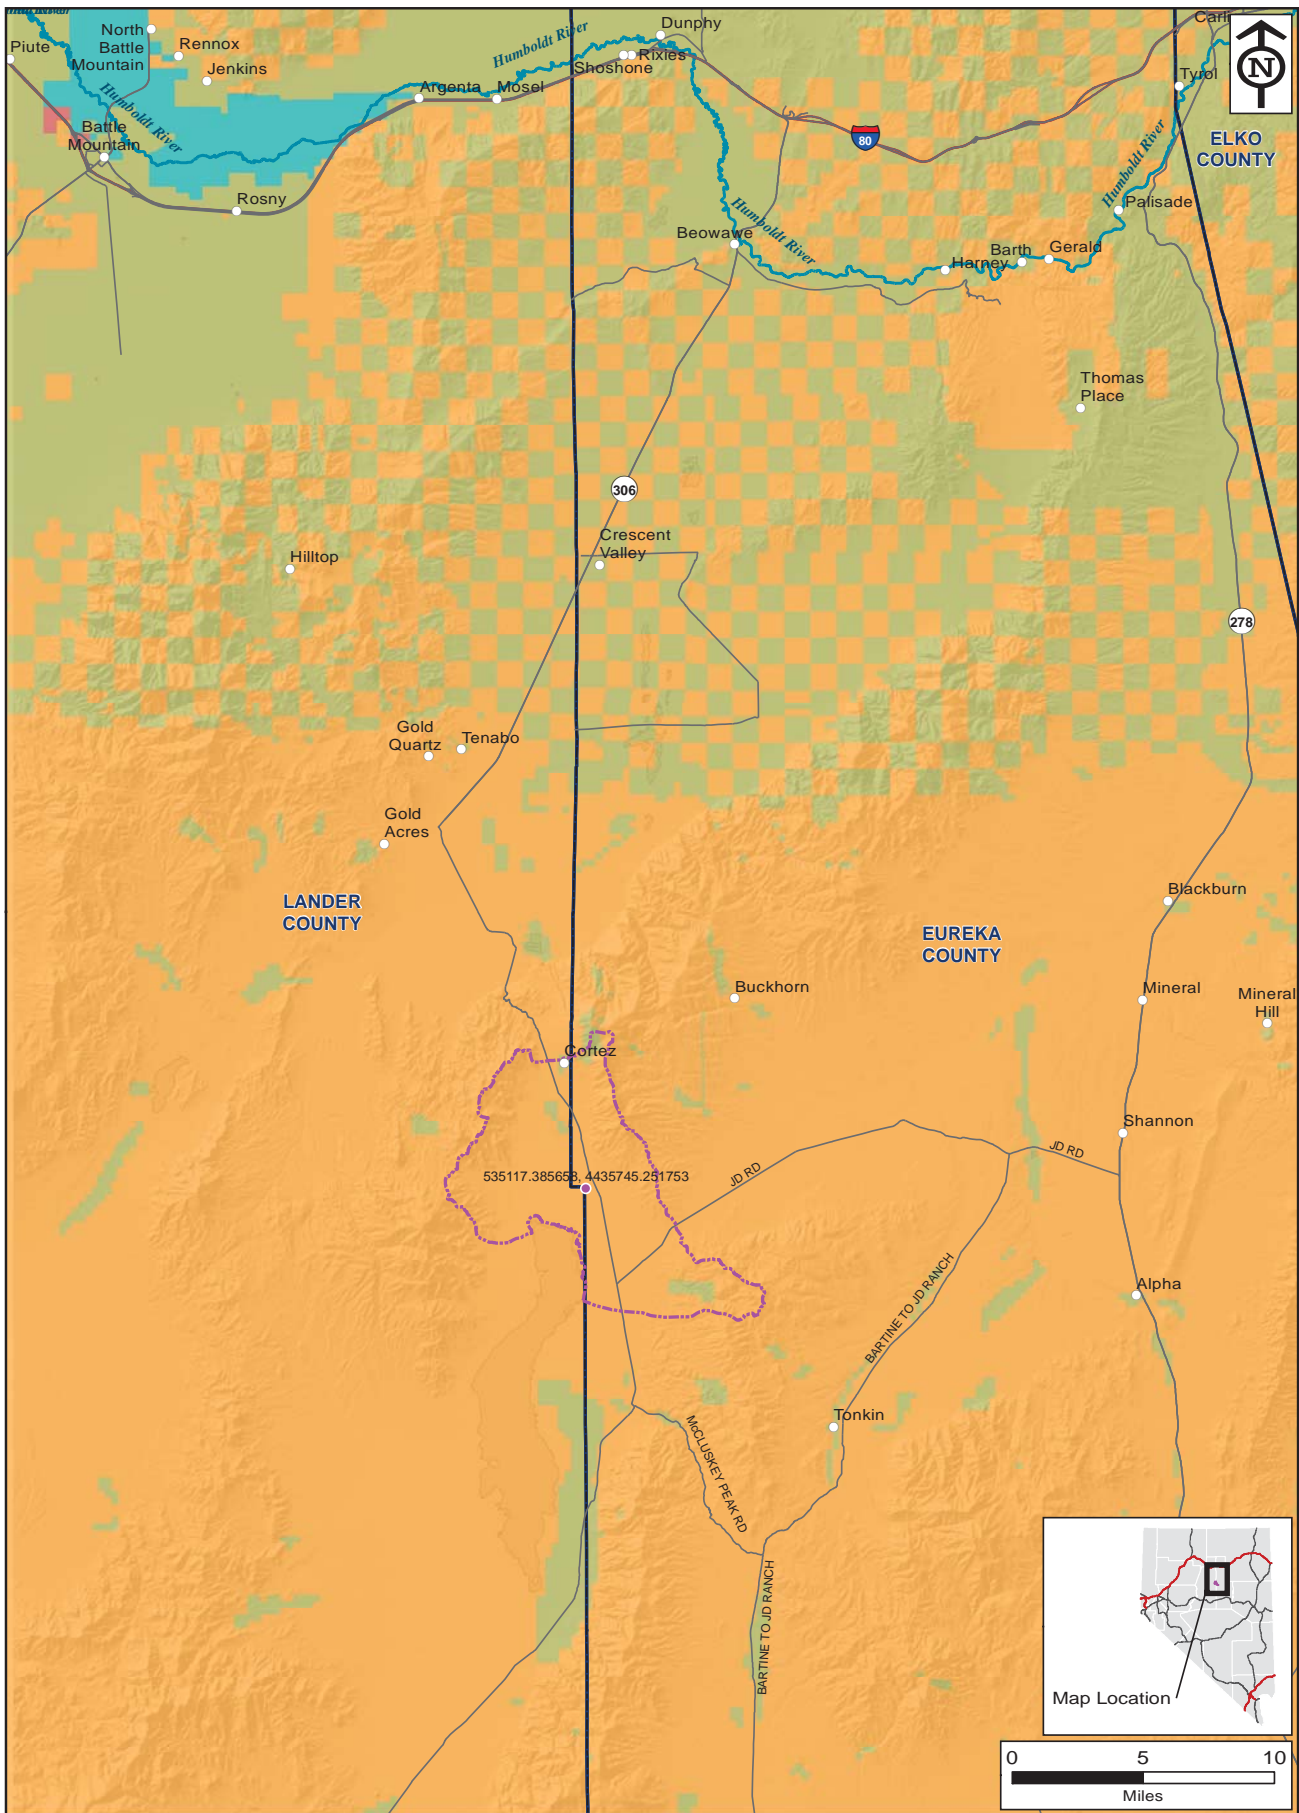 Humboldt River
North
Battle
Mountain
Piute
Rennox
Jenkins
Humboldt River
Battle
Mountain
Rosny
Argenta
Mosel
Humboldt River
Dunphy
Shoshone
Rixies
80
Carli
N
Tyrol
ELKO
COUNTY
Humboldt River
Palisade
Beowawe
Humboldt River
Harney
Barth
Gerald
Thomas
Place
306
Crescent
Valley
Hilltop
278
Gold
Quartz
Tenabo
Gold
Acres
LANDER
COUNTY
EUREKA
COUNTY
Blackburn
Buckhorn
Mineral
Mineral
Hill
Cortez
Shannon
JD RD
JD RD
535117.385658, 4435745.251753
BARTINE TO JD RANCH
Alpha
Tonkin
McCLUSKEY PEAK RD
BARTINE TO JD RANCH
Map Location
0 5 10
Miles